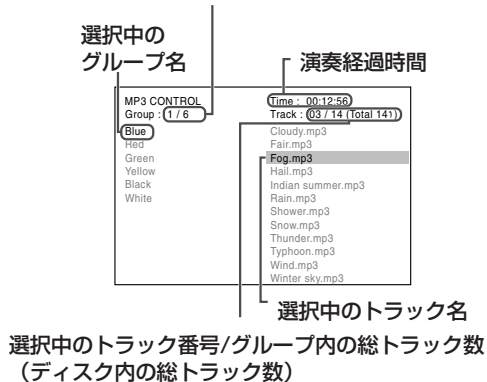 選択中の
グループ名
演奏経過時間
MP3 CONTROL
Group : 1 / 6
Time : 00:12:56
Track : 03 / 14 (Total 141)
Blue
Red
Green
Yellow
Black
White
Cloudy.mp3
Fair.mp3
Fog.mp3
Hail.mp3
Indian summer.mp3
Rain.mp3
Shower.mp3
Snow.mp3
Thunder.mp3
Typhoon.mp3
Wind.mp3
Winter sky.mp3
選択中のトラック名
選択中のトラック番号/グループ内の総トラック数
（ディスク内の総トラック数）